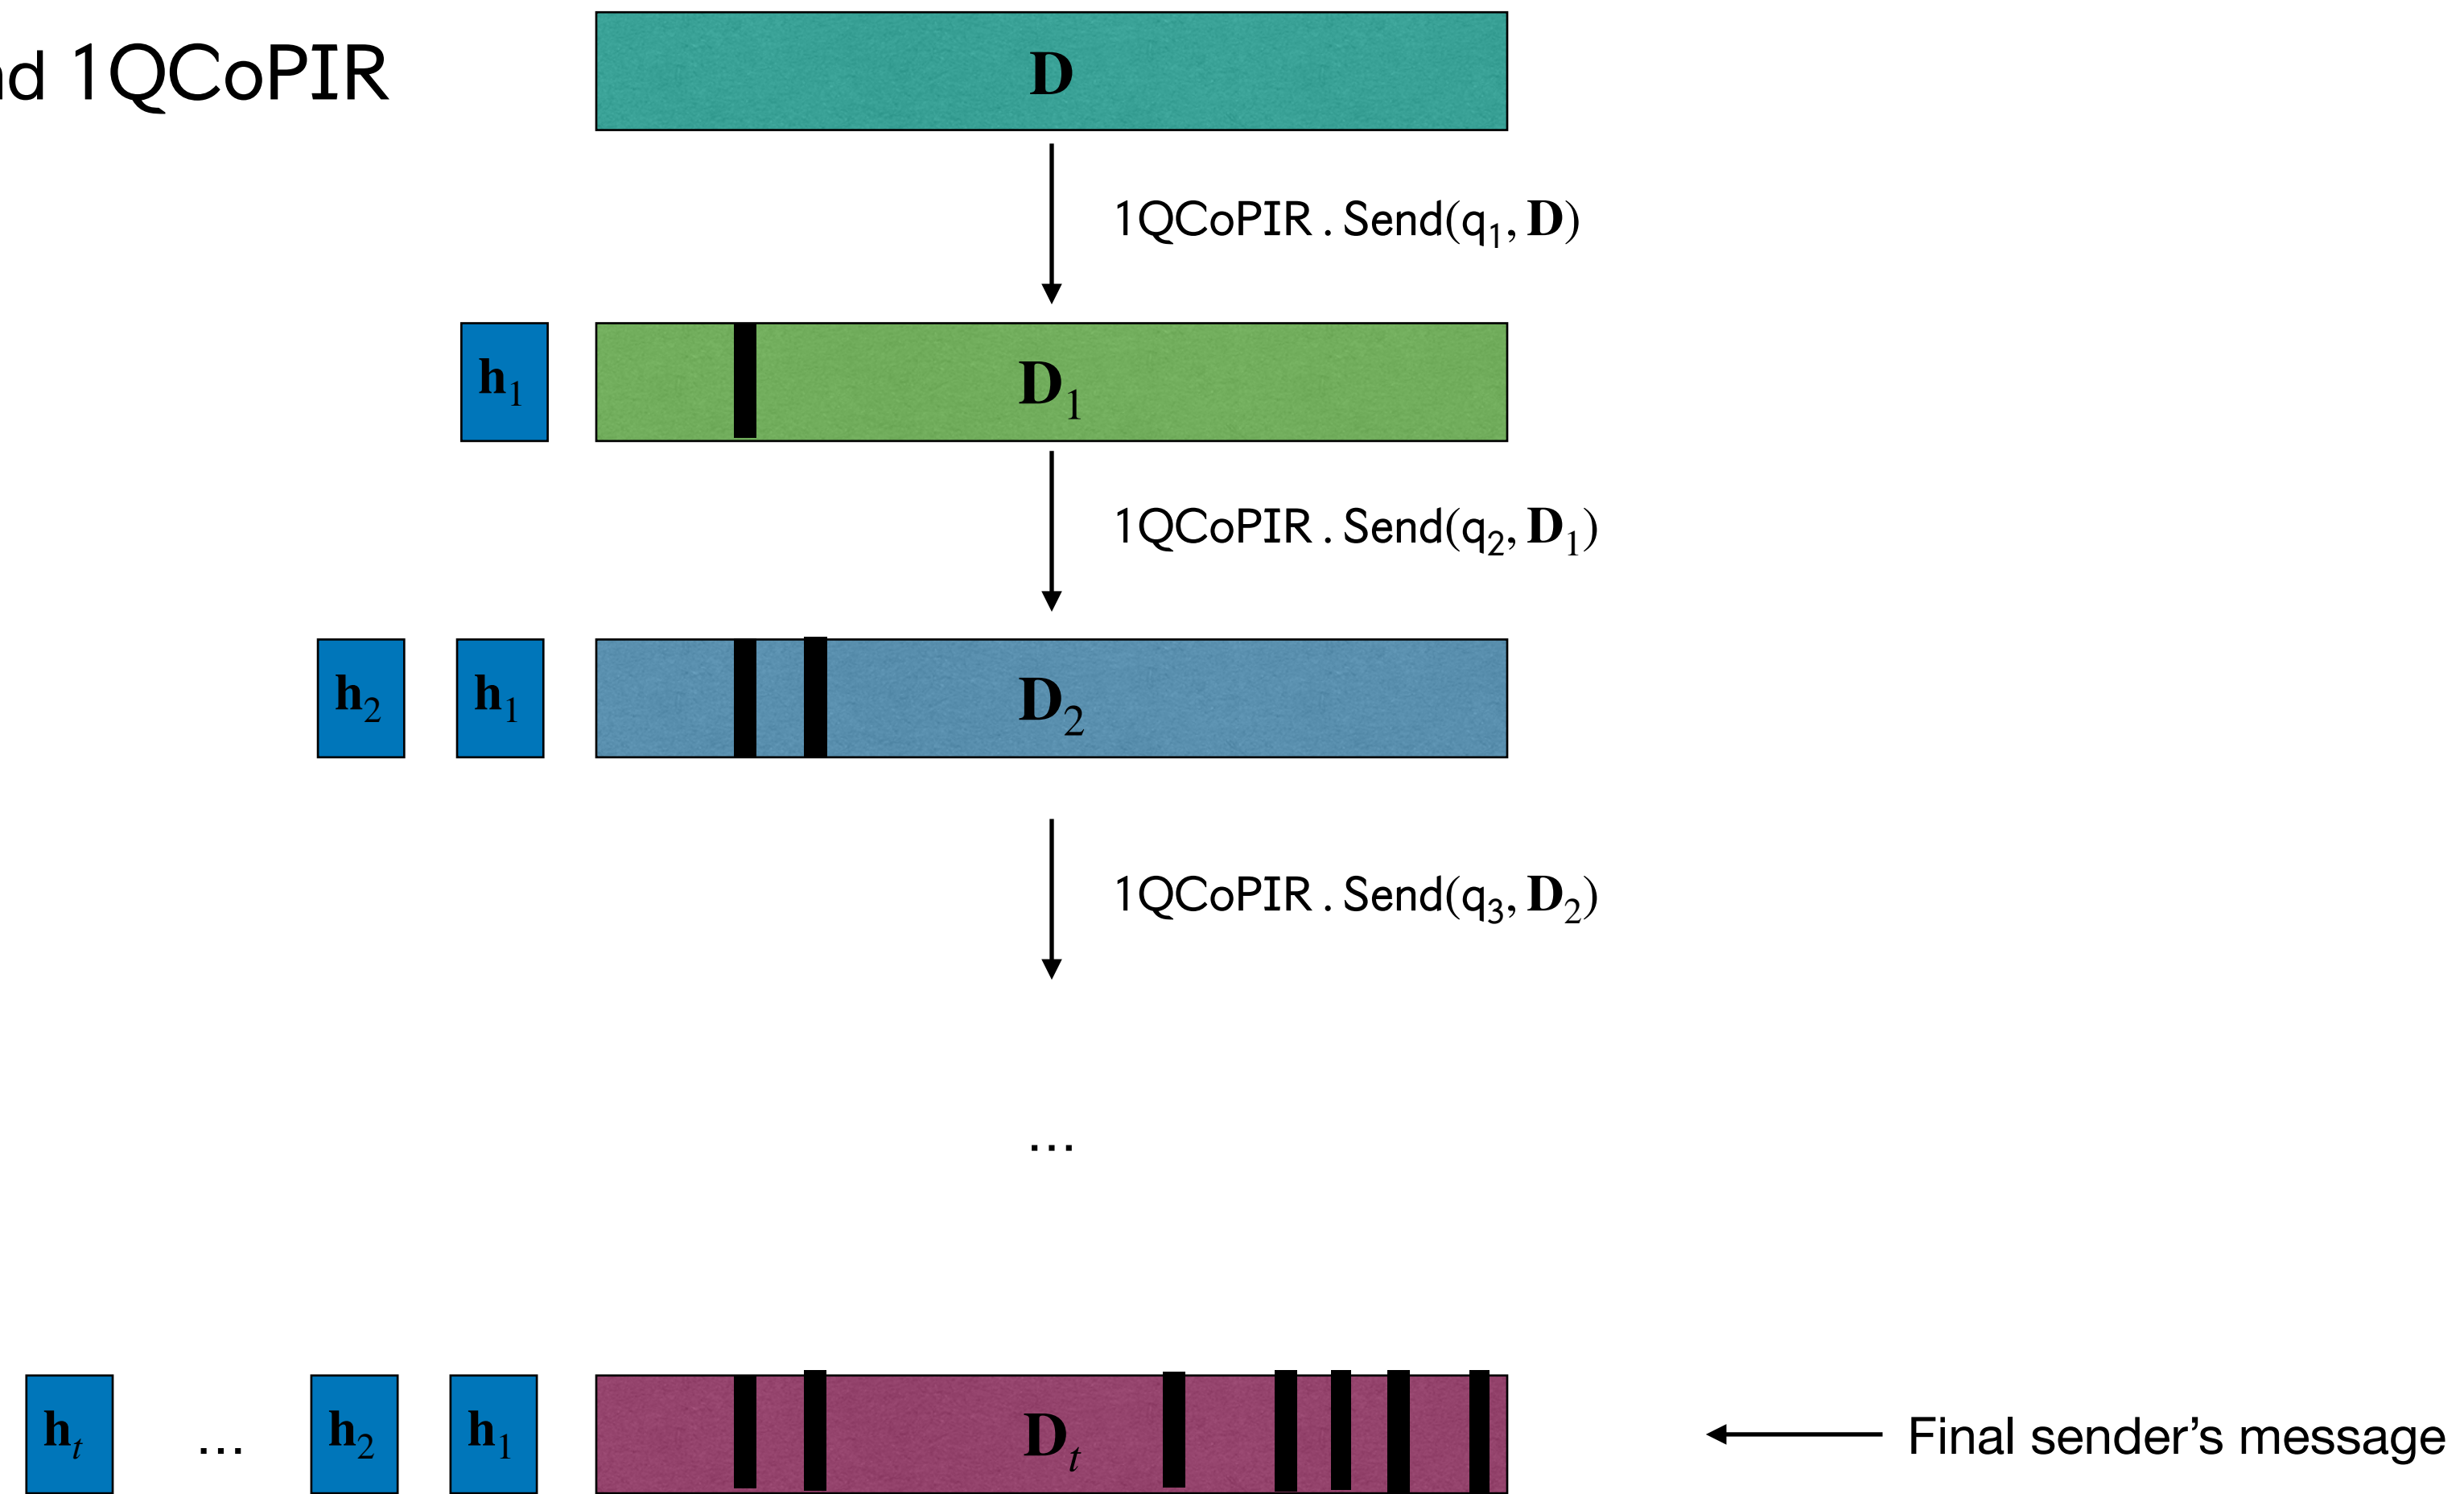 d 1QCoPIR
D
1QCoPIR . Send(q₁, D)
h₁ D₁
1QCoPIR . Send(q₂, D₁)
h₂ h₁ D₂
1QCoPIR . Send(q₃, D₂)
...
hₜ ... h₂ h₁ Dₜ Final sender’s message